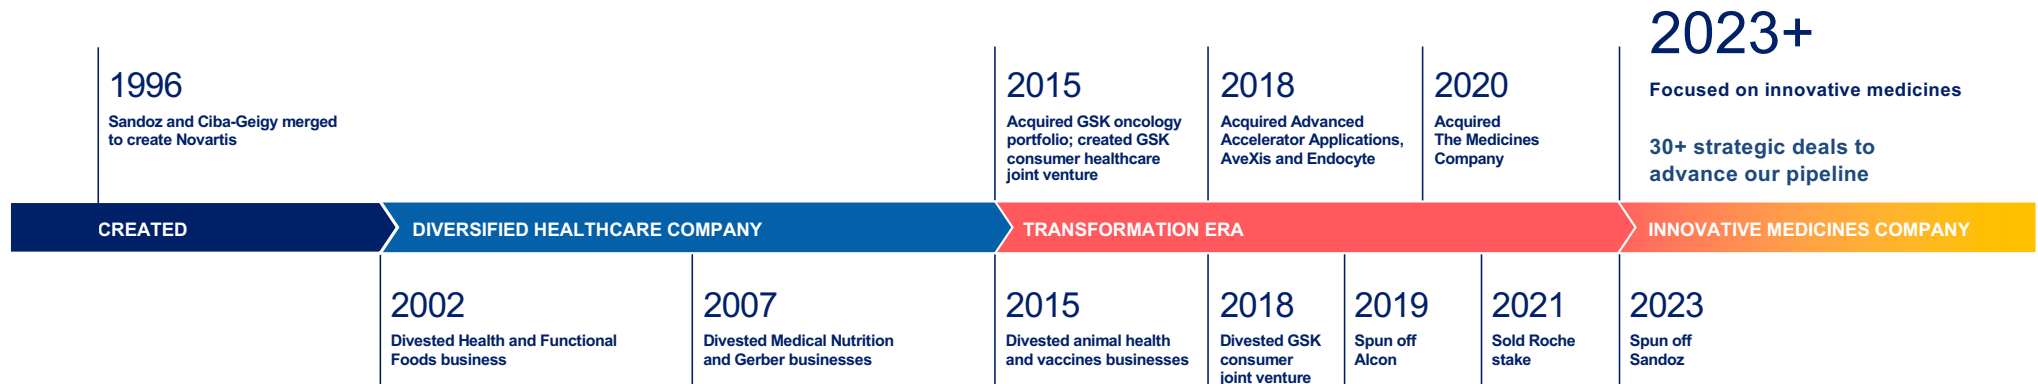 1996
Sandoz and Ciba-Geigy merged
to create Novartis
2015
Acquired GSK oncology
portfolio; created GSK
consumer healthcare
joint venture
2018
Acquired Advanced
Accelerator Applications,
AveXis and Endocyte
2020
Acquired
The Medicines
Company
2023+
Focused on innovative medicines
30+ strategic deals to
advance our pipeline
CREATED
DIVERSIFIED HEALTHCARE COMPANY
TRANSFORMATION ERA
INNOVATIVE MEDICINES COMPANY
2002
Divested Health and Functional
Foods business
2007
Divested Medical Nutrition
and Gerber businesses
2015
Divested animal health
and vaccines businesses
2018
Divested GSK
consumer
joint venture
2019
Spun off
Alcon
2021
Sold Roche
stake
2023
Spun off
Sandoz